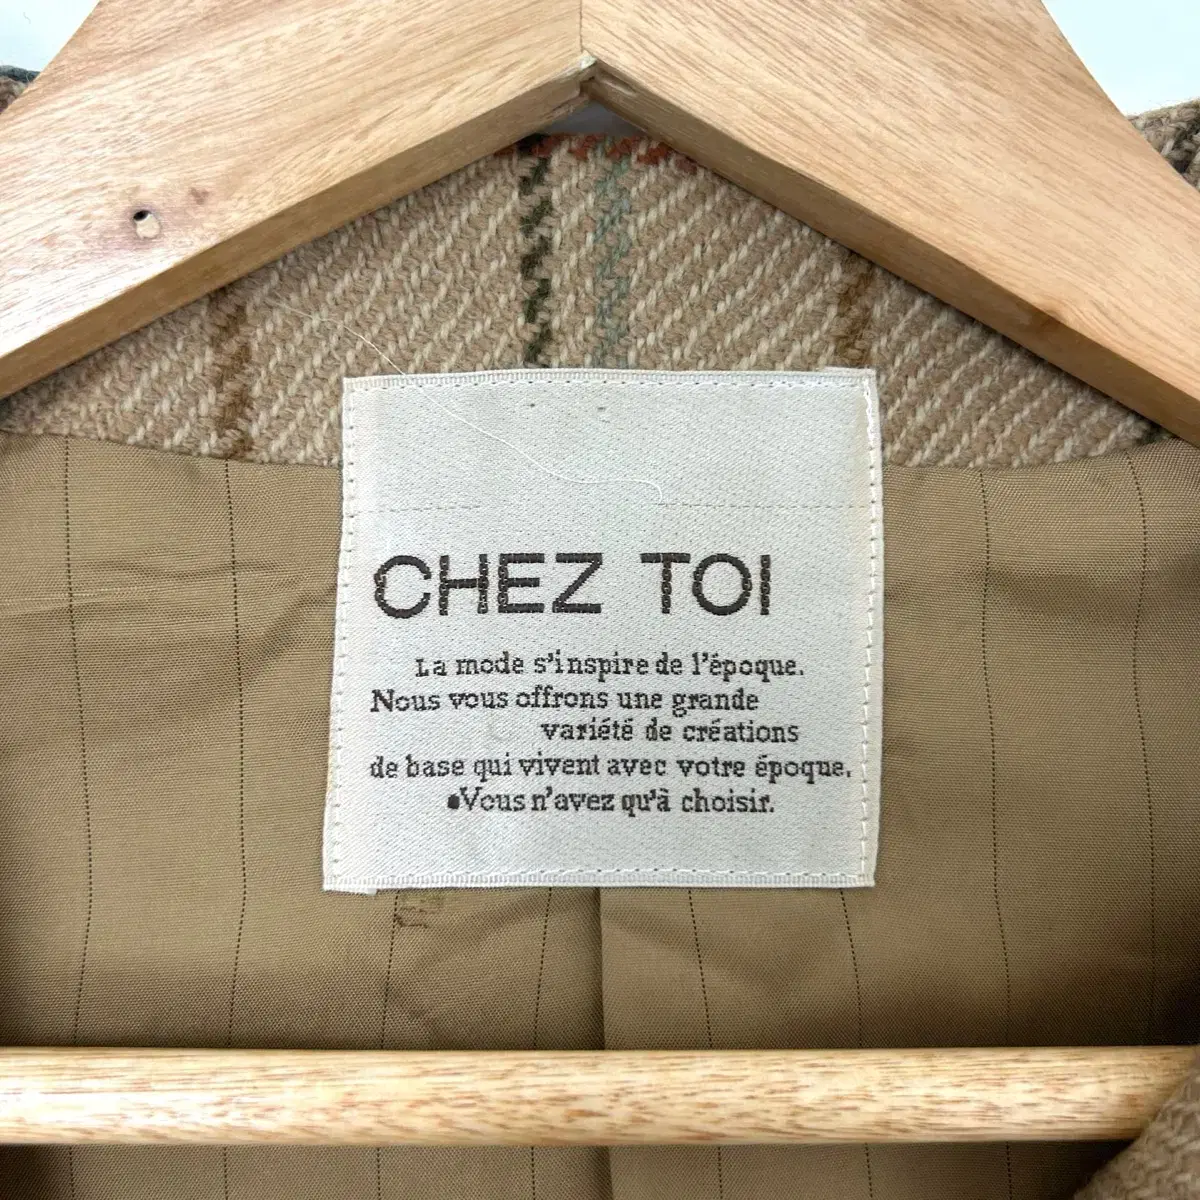 CHEZ TOI
La mode s'inspire de l'époque.
Nous vous offrons une grande
variété de créations
de base qui vivent avec votre époque.
•Vous n'avez qu'à choisir.